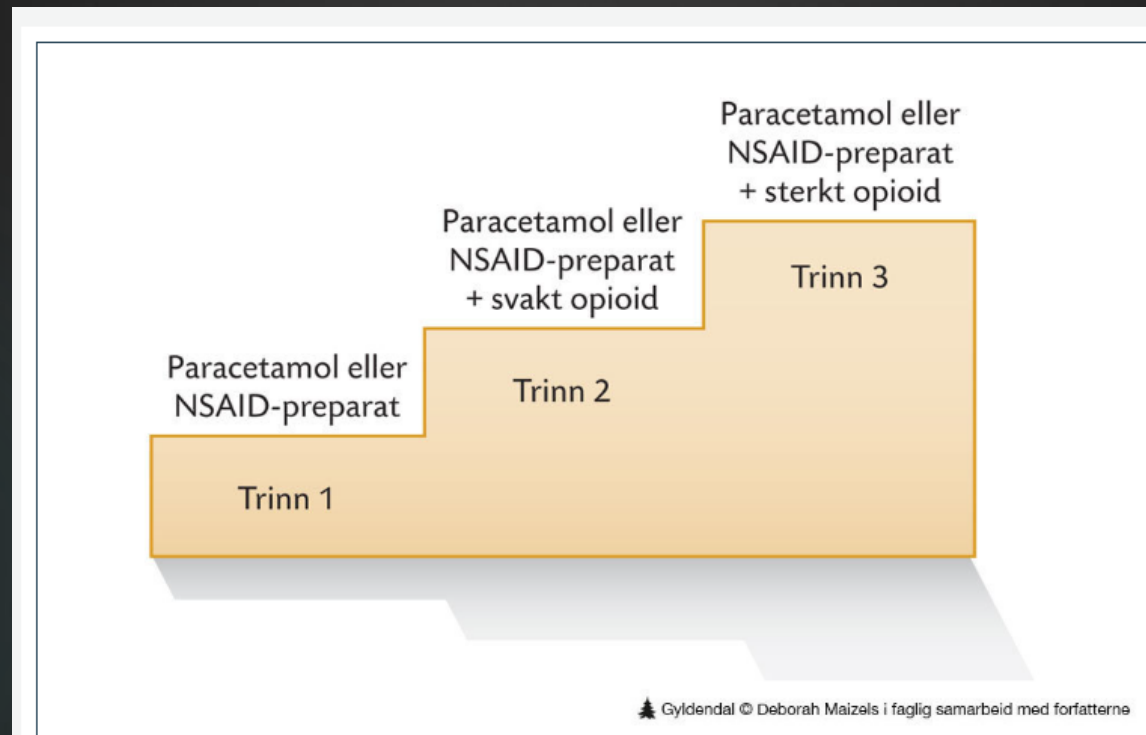 Paracetamol eller
NSAID-preparat
Trinn 1
Paracetamol eller
NSAID-preparat
+ svakt opioid
Trinn 2
Paracetamol eller
NSAID-preparat
+ sterkt opioid
Trinn 3
Gyldendal © Deborah Maizels i faglig samarbeid med forfatterne